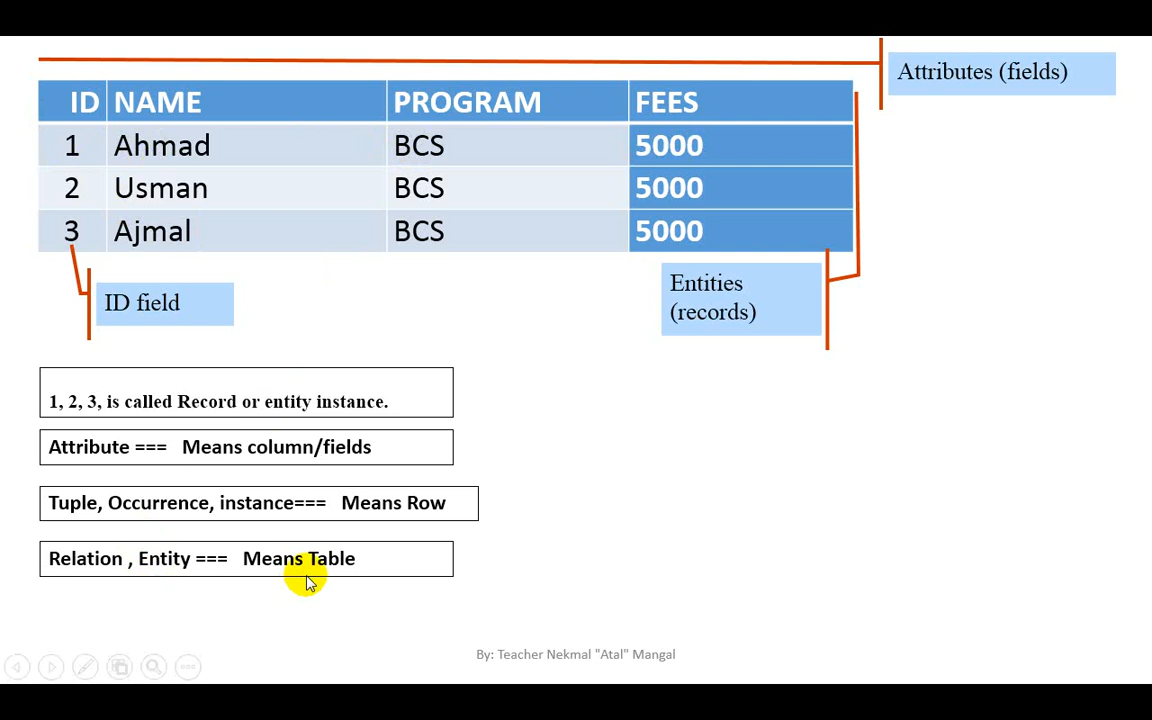 Attributes (fields)
ID NAME PROGRAM FEES
1 Ahmad BCS 5000
2 Usman BCS 5000
3 Ajmal BCS 5000
ID field
Entities
(records)
1, 2, 3, is called Record or entity instance.
Attribute === Means column/fields
Tuple, Occurrence, instance=== Means Row
Relation , Entity === Means Table
By: Teacher Nekmal "Atal" Mangal